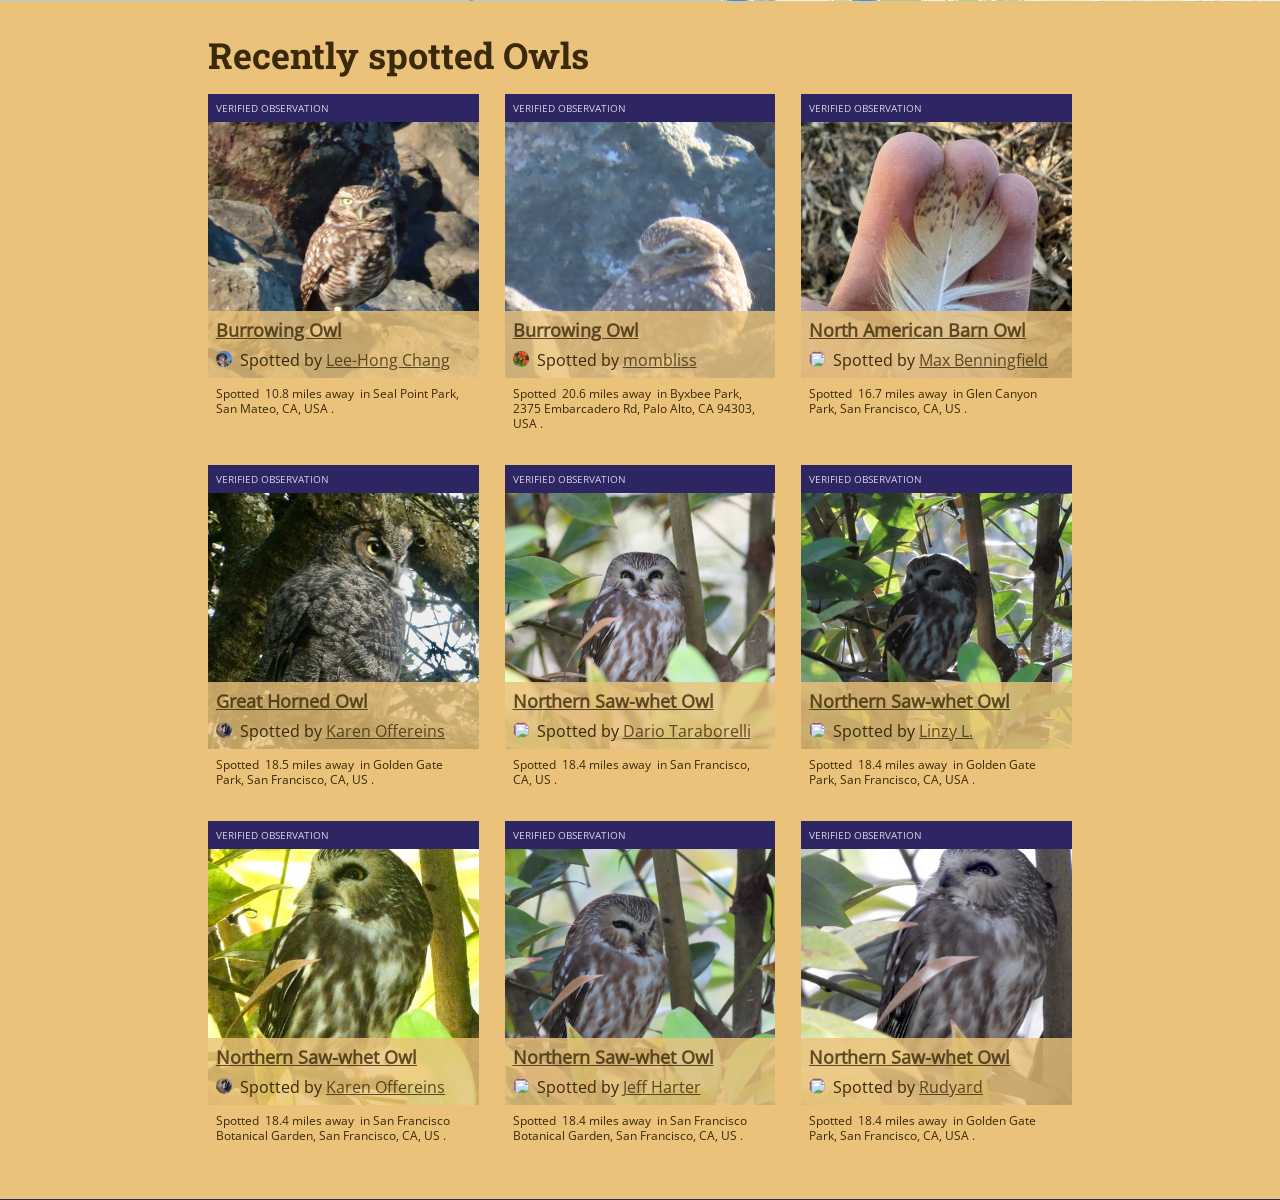 Recently spotted Owls
VERIFIED OBSERVATION
Burrowing Owl
Spotted by Lee-Hong Chang
Spotted 10.8 miles away in Seal Point Park,
San Mateo, CA, USA .
VERIFIED OBSERVATION
Burrowing Owl
Spotted by mombliss
Spotted 20.6 miles away in Byxbee Park,
2375 Embarcadero Rd, Palo Alto, CA 94303,
USA .
VERIFIED OBSERVATION
North American Barn Owl
Spotted by Max Benningfield
Spotted 16.7 miles away in Glen Canyon
Park, San Francisco, CA, US .
VERIFIED OBSERVATION
Great Horned Owl
Spotted by Karen Offereins
Spotted 18.5 miles away in Golden Gate
Park, San Francisco, CA, US .
VERIFIED OBSERVATION
Northern Saw-whet Owl
Spotted by Dario Taraborelli
Spotted 18.4 miles away in San Francisco,
CA, US .
VERIFIED OBSERVATION
Northern Saw-whet Owl
Spotted by Linzy L.
Spotted 18.4 miles away in Golden Gate
Park, San Francisco, CA, USA .
VERIFIED OBSERVATION
Northern Saw-whet Owl
Spotted by Karen Offereins
Spotted 18.4 miles away in San Francisco
Botanical Garden, San Francisco, CA, US .
VERIFIED OBSERVATION
Northern Saw-whet Owl
Spotted by Jeff Harter
Spotted 18.4 miles away in San Francisco
Botanical Garden, San Francisco, CA, US .
VERIFIED OBSERVATION
Northern Saw-whet Owl
Spotted by Rudyard
Spotted 18.4 miles away in Golden Gate
Park, San Francisco, CA, USA .